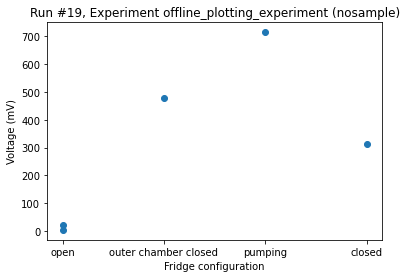 Run #19, Experiment offline_plotting_experiment (nosample)
Voltage (mV)
700
600
500
400
300
200
100
0
open
outer chamber closed
pumping
closed
Fridge configuration